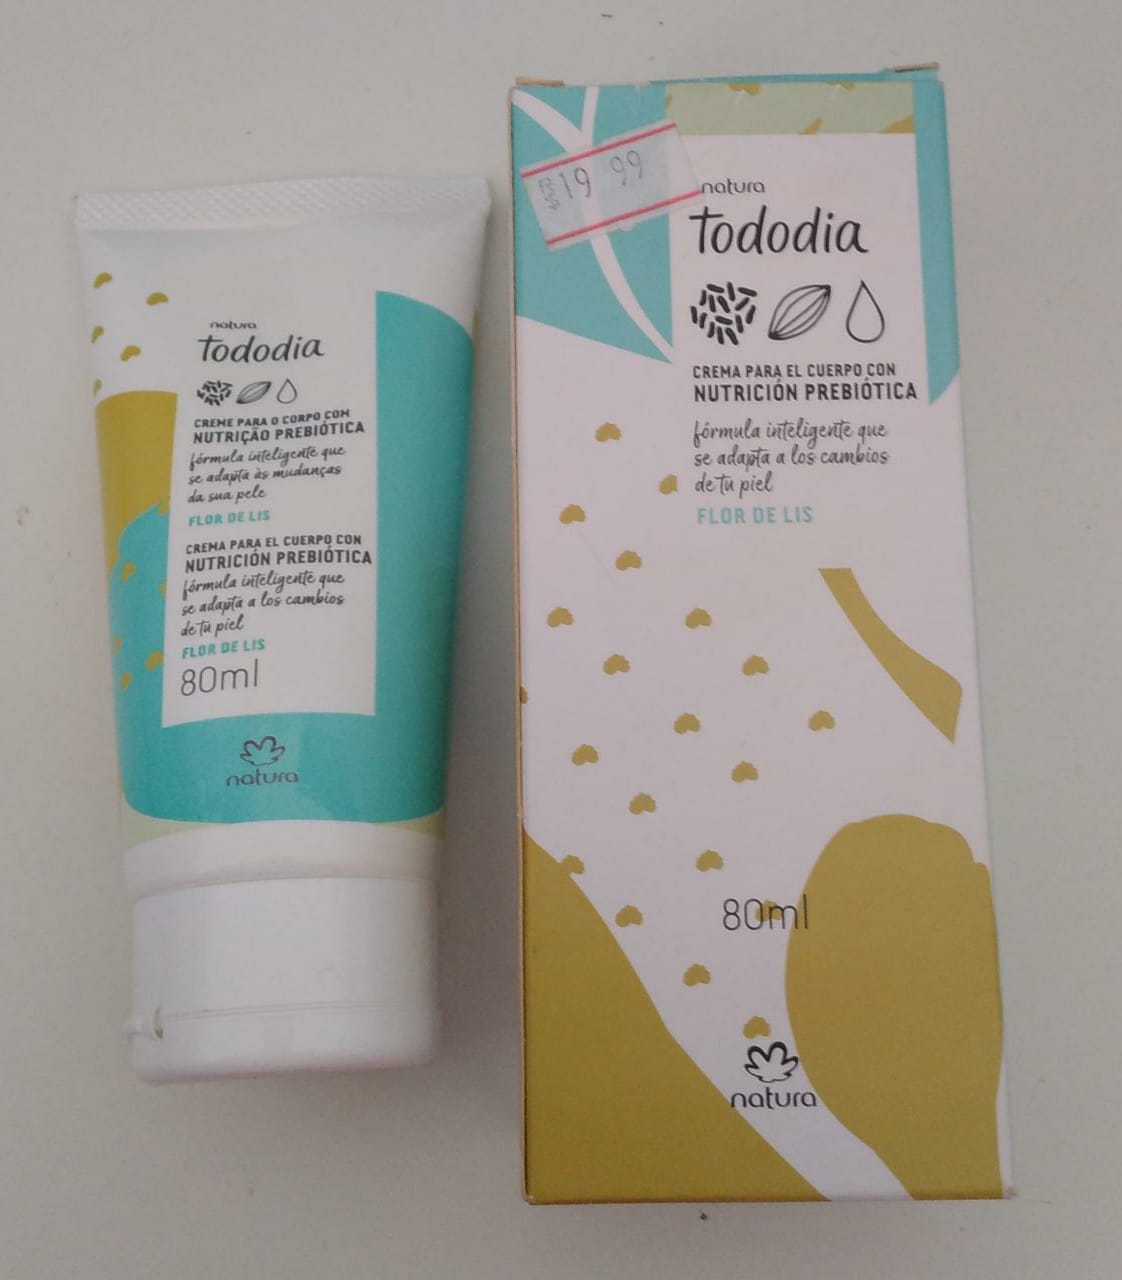 natura
tododia
CREME PARA O CORPO COM
NUTRIÇÃO PREBIÓTICA
fórmula inteligente que
se adapta às mudanças
da sua pele
FLOR DE LIS
CREMA PARA EL CUERPO CON
NUTRICIÓN PREBIÓTICA
fórmula inteligente que
se adapta a los cambios
de tu piel
FLOR DE LIS
80ml
natura
R$19 99
natura
tododia
CREMA PARA EL CUERPO CON
NUTRICIÓN PREBIÓTICA
fórmula inteligente que
se adapta a los cambios
de tu piel
FLOR DE LIS
80ml
natura